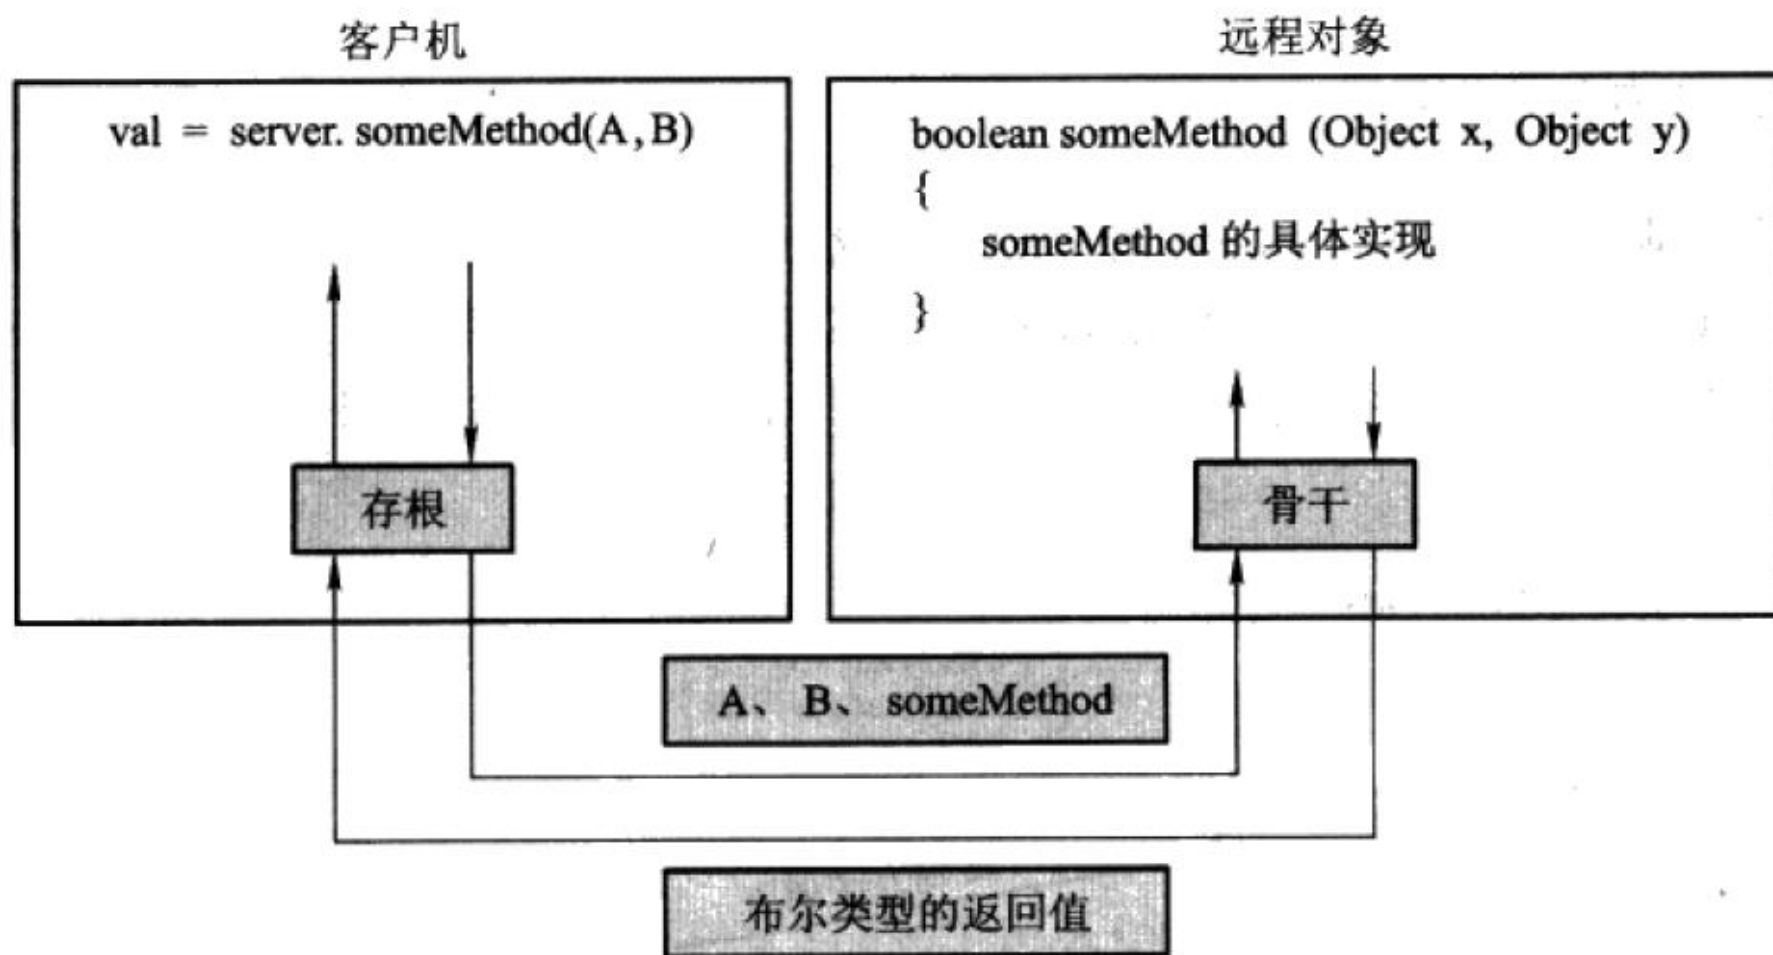 客户机
远程对象
val = server. someMethod(A,B)
boolean someMethod (Object x, Object y)
{
someMethod 的具体实现
}
存根
骨干
A、 B、 someMethod
布尔类型的返回值